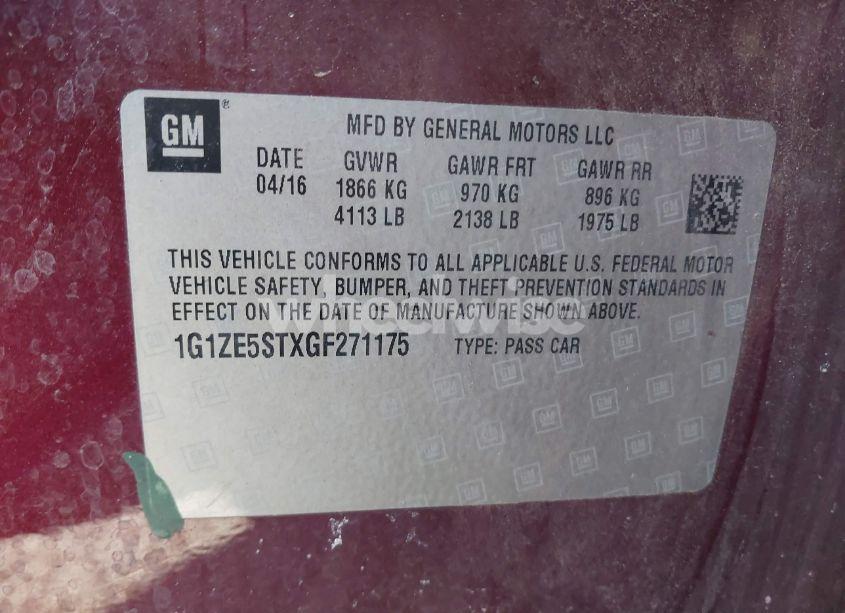 GM®
MFD BY GENERAL MOTORS LLC
DATE GVWR GAWR FRT GAWR RR
04/16 1866 KG 970 KG 896 KG
4113 LB 2138 LB 1975 LB
THIS VEHICLE CONFORMS TO ALL APPLICABLE U.S. FEDERAL MOTOR
VEHICLE SAFETY, BUMPER, AND THEFT PREVENTION STANDARDS IN
EFFECT ON THE DATE OF MANUFACTURE SHOWN ABOVE.
wheelwise
1G1ZE5STXGF271175 TYPE: PASS CAR